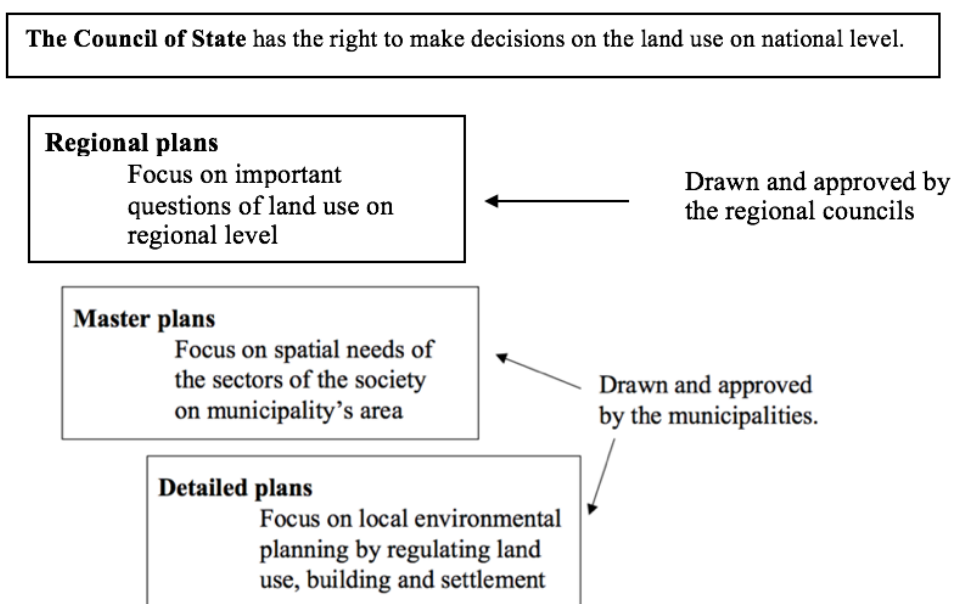 The Council of State has the right to make decisions on the land use on national level.
Regional plans
Focus on important
questions of land use on
regional level
Drawn and approved by
the regional councils
Master plans
Focus on spatial needs of
the sectors of the society
on municipality's area
Drawn and approved
by the municipalities.
Detailed plans
Focus on local environmental
planning by regulating land
use, building and settlement